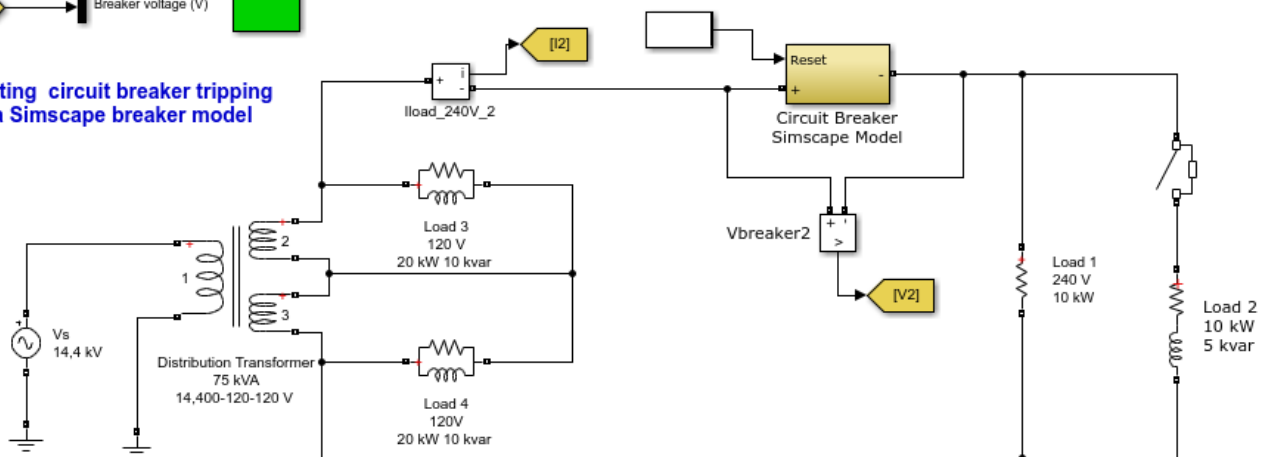 Breaker voltage (V)
[I2]
Reset
-
+
Circuit Breaker
Simscape Model
ting circuit breaker tripping
a Simscape breaker model
+
i
-
Iload_240V_2
Load 3
120 V
20 kW 10 kvar
Vbreaker2
+ -
>
[V2]
Load 1
240 V
10 kW
Load 2
10 kW
5 kvar
+
1
+
2
+
3
+
Vs
14,4 kV
Distribution Transformer
75 kVA
14,400-120-120 V
Load 4
120V
20 kW 10 kvar